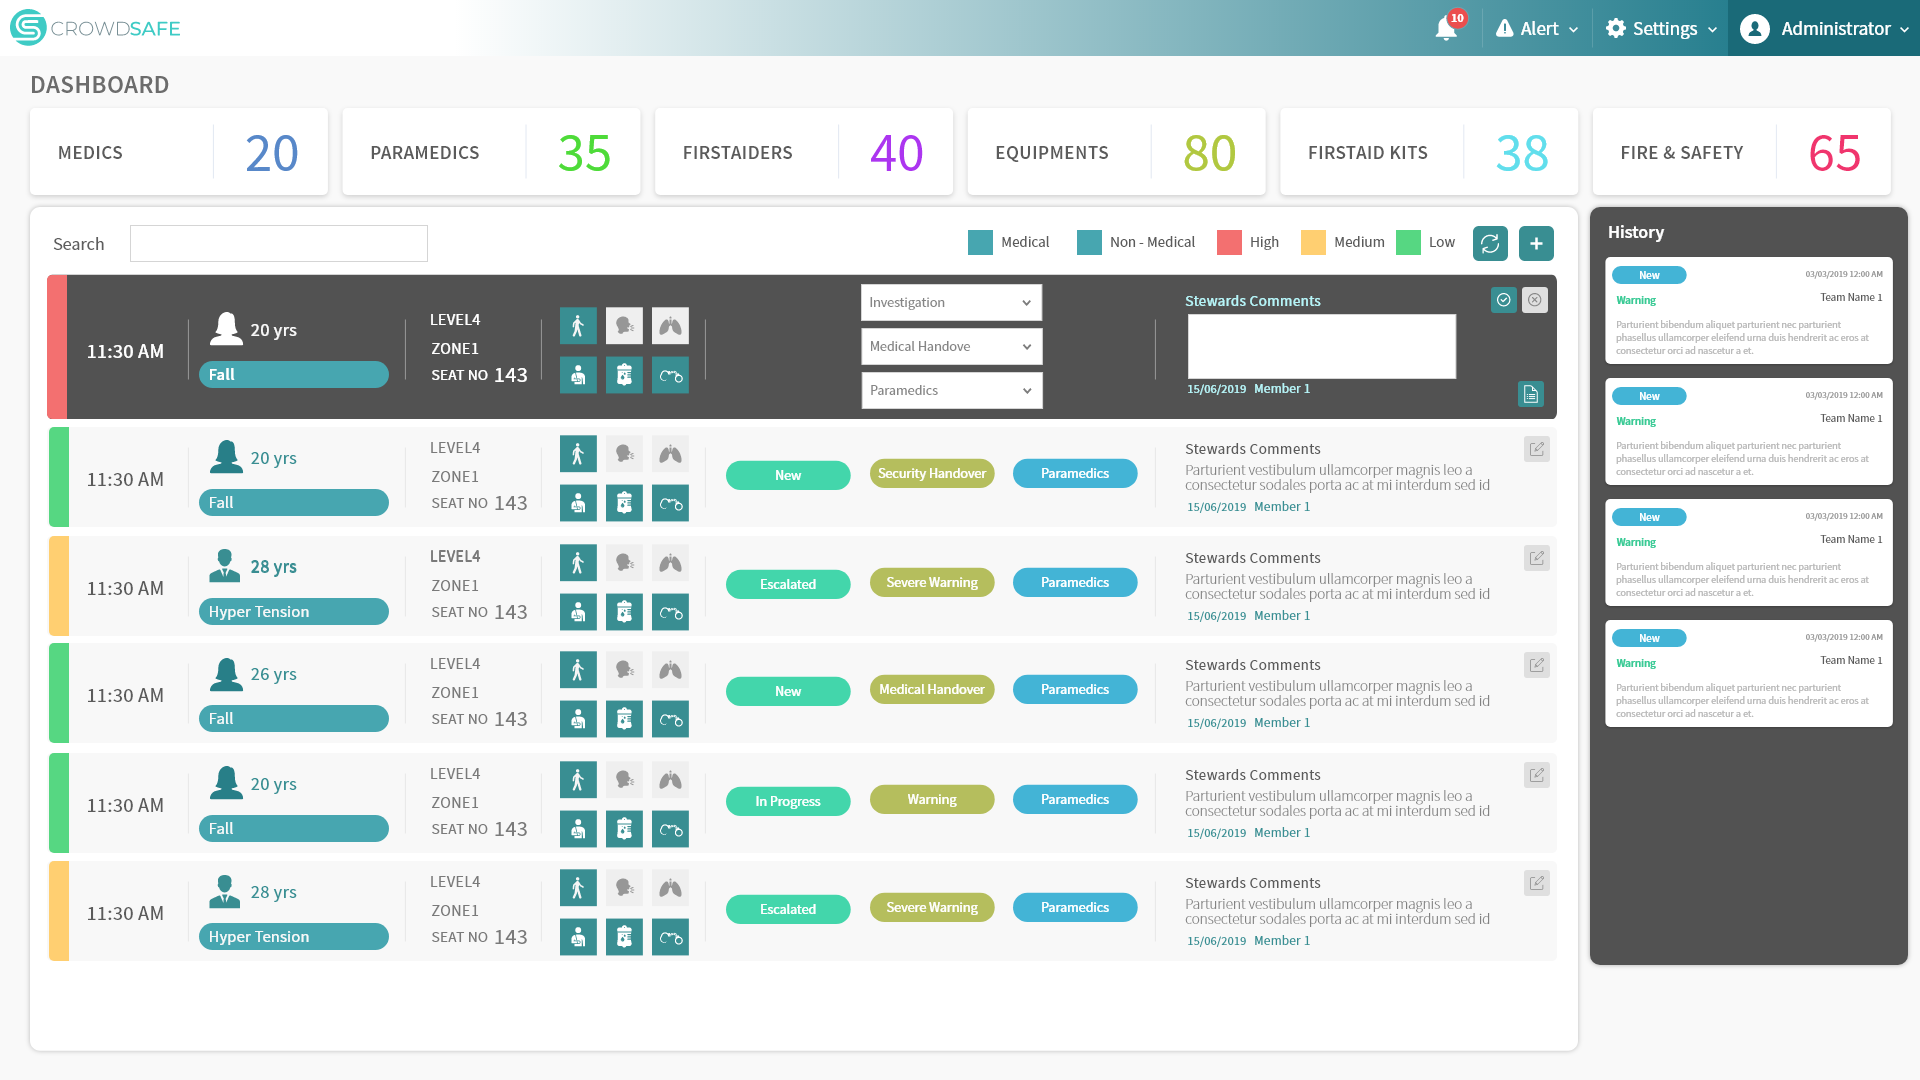 CROWDSAFE
10
Alert
Settings
Administrator
DASHBOARD
MEDICS 20
PARAMEDICS 35
FIRSTAIDERS 40
EQUIPMENTS 80
FIRSTAID KITS 38
FIRE & SAFETY 65
Search
Medical
Non - Medical
High
Medium
Low
11:30 AM
20 yrs
Fall
LEVEL4
ZONE1
SEAT NO 143
Investigation
Medical Handove
Paramedics
Stewards Comments
15/06/2019 Member 1
11:30 AM
20 yrs
Fall
LEVEL4
ZONE1
SEAT NO 143
New
Security Handover
Paramedics
Stewards Comments
Parturient vestibulum ullamcorper magnis leo a
consectetur sodales porta ac at mi interdum sed id
15/06/2019 Member 1
11:30 AM
28 yrs
Hyper Tension
LEVEL4
ZONE1
SEAT NO 143
Escalated
Severe Warning
Paramedics
Stewards Comments
Parturient vestibulum ullamcorper magnis leo a
consectetur sodales porta ac at mi interdum sed id
15/06/2019 Member 1
11:30 AM
26 yrs
Fall
LEVEL4
ZONE1
SEAT NO 143
New
Medical Handover
Paramedics
Stewards Comments
Parturient vestibulum ullamcorper magnis leo a
consectetur sodales porta ac at mi interdum sed id
15/06/2019 Member 1
11:30 AM
20 yrs
Fall
LEVEL4
ZONE1
SEAT NO 143
In Progress
Warning
Paramedics
Stewards Comments
Parturient vestibulum ullamcorper magnis leo a
consectetur sodales porta ac at mi interdum sed id
15/06/2019 Member 1
11:30 AM
28 yrs
Hyper Tension
LEVEL4
ZONE1
SEAT NO 143
Escalated
Severe Warning
Paramedics
Stewards Comments
Parturient vestibulum ullamcorper magnis leo a
consectetur sodales porta ac at mi interdum sed id
15/06/2019 Member 1
History
New
03/03/2019 12:00 AM
Warning
Team Name 1
Parturient bibendum aliquet parturient nec parturient
phasellus ullamcorper eleifend urna duis hendrerit ac eros at
consectetur orci ad nascetur a et.
New
03/03/2019 12:00 AM
Warning
Team Name 1
Parturient bibendum aliquet parturient nec parturient
phasellus ullamcorper eleifend urna duis hendrerit ac eros at
consectetur orci ad nascetur a et.
New
03/03/2019 12:00 AM
Warning
Team Name 1
Parturient bibendum aliquet parturient nec parturient
phasellus ullamcorper eleifend urna duis hendrerit ac eros at
consectetur orci ad nascetur a et.
New
03/03/2019 12:00 AM
Warning
Team Name 1
Parturient bibendum aliquet parturient nec parturient
phasellus ullamcorper eleifend urna duis hendrerit ac eros at
consectetur orci ad nascetur a et.